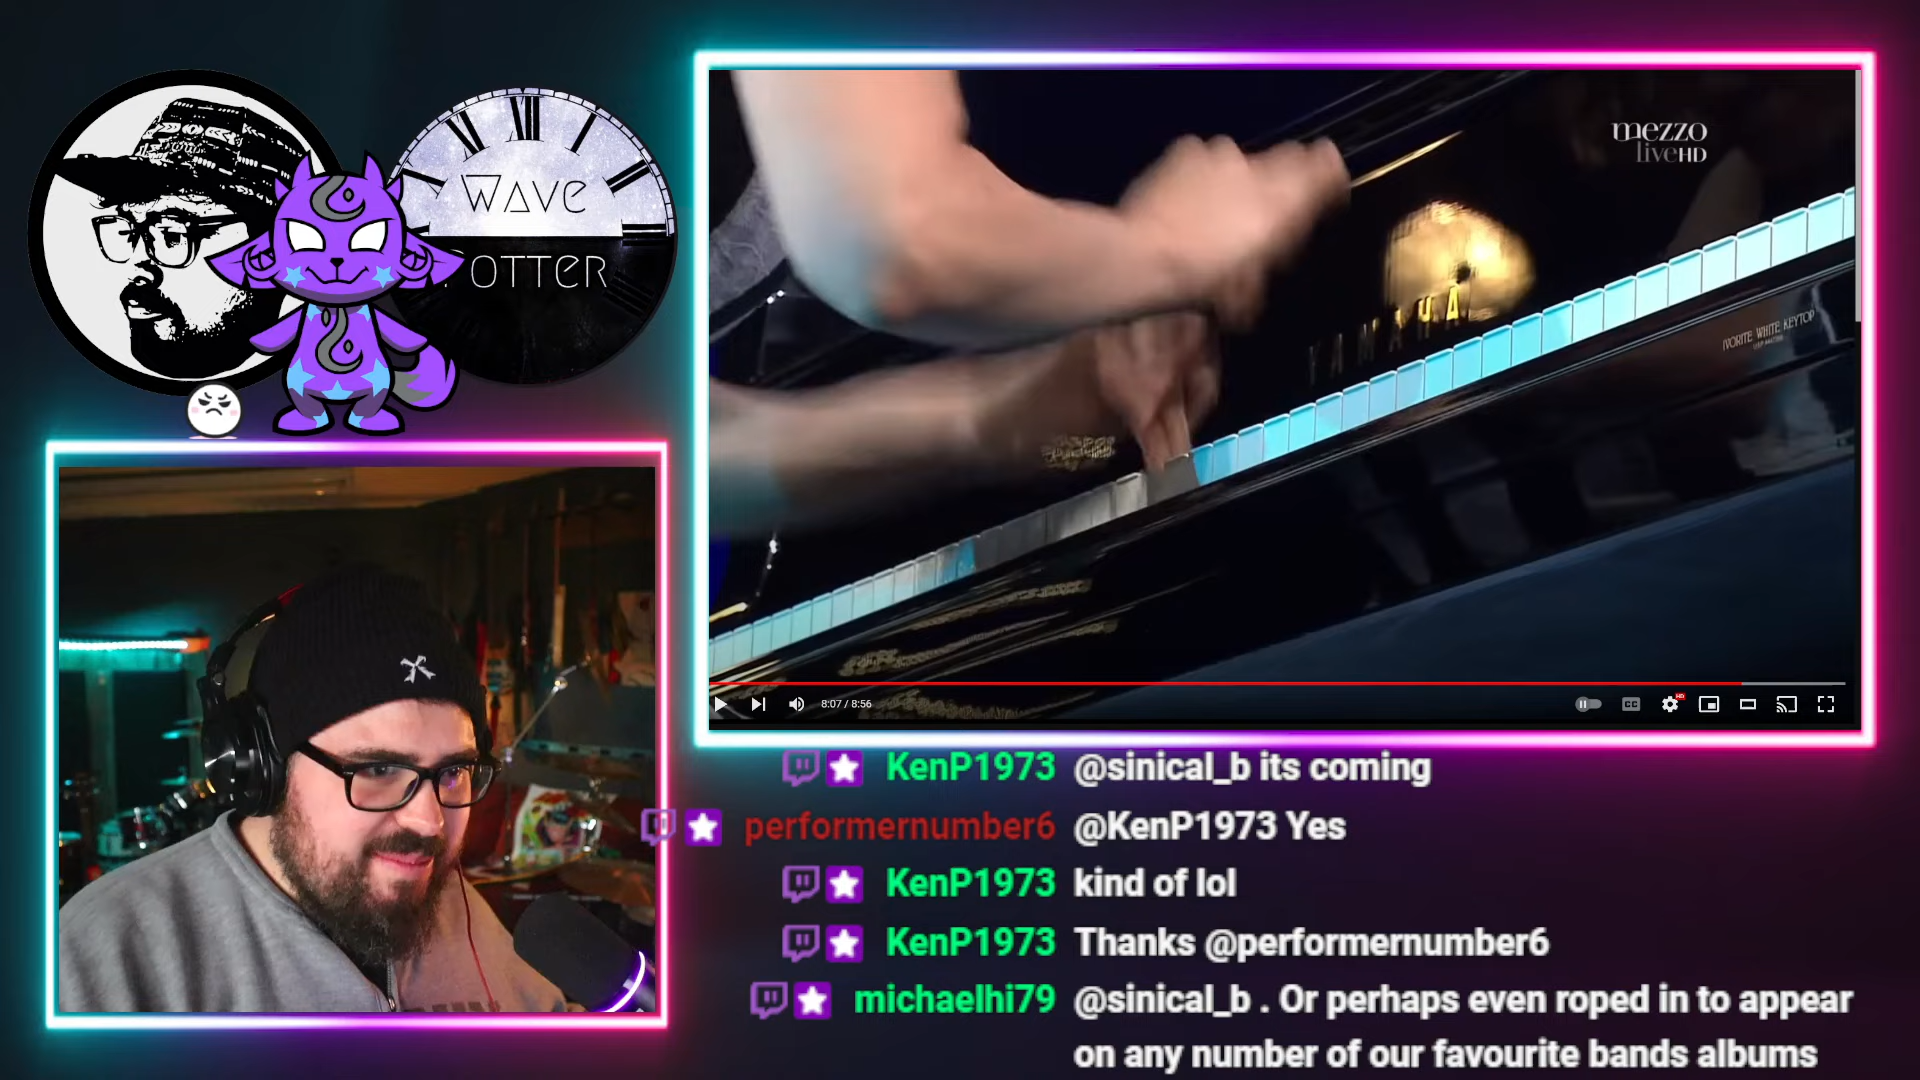 WAVE
OTTER
mezzo
liveHD
YAMAHA
IVORITE WHITE KEYTOP
8:07 / 8:56
CC
HD
KenP1973 @sinical_b its coming
performernumber6 @KenP1973 Yes
KenP1973 kind of lol
KenP1973 Thanks @performernumber6
michaelhi79 @sinical_b . Or perhaps even roped in to appear
on any number of our favourite bands albums